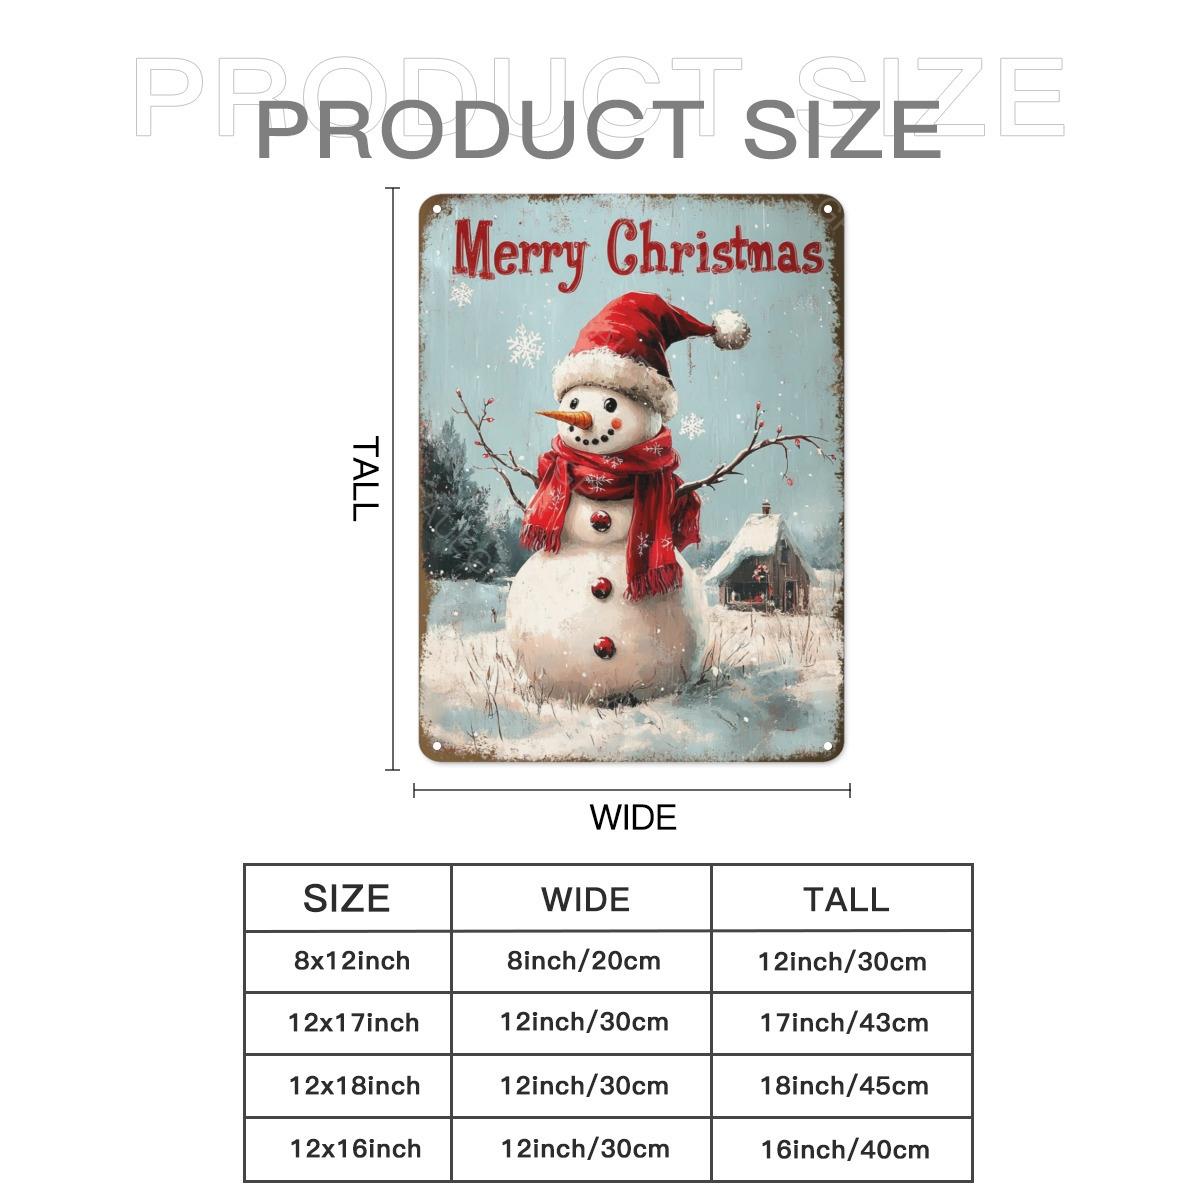 PRODUCT SIZE
PRODUCT SIZE
Merry Christmas
TALL
WIDE
SIZE WIDE TALL
8x12inch 8inch/20cm 12inch/30cm
12x17inch 12inch/30cm 17inch/43cm
12x18inch 12inch/30cm 18inch/45cm
12x16inch 12inch/30cm 16inch/40cm